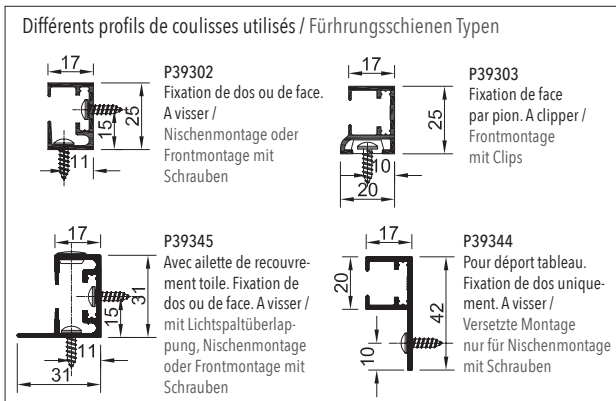 Différents profils de coulisses utilisés / Fürhrungsschienen Typen
17
25
15
11
P39302
Fixation de dos ou de face.
A visser /
Nischenmontage oder
Frontmontage mit
Schrauben
17
25
10
20
P39303
Fixation de face
par pion. A clipper /
Frontmontage
mit Clips
17
31
15
11
31
P39345
Avec ailette de recouvre-
ment toile. Fixation de
dos ou de face. A visser /
mit Lichtspaltüberlap-
pung, Nischenmontage
oder Frontmontage mit
Schrauben
17
20
42
10
P39344
Pour déport tableau.
Fixation de dos unique-
ment. A visser /
Versetzte Montage
nur für Nischenmontage
mit Schrauben